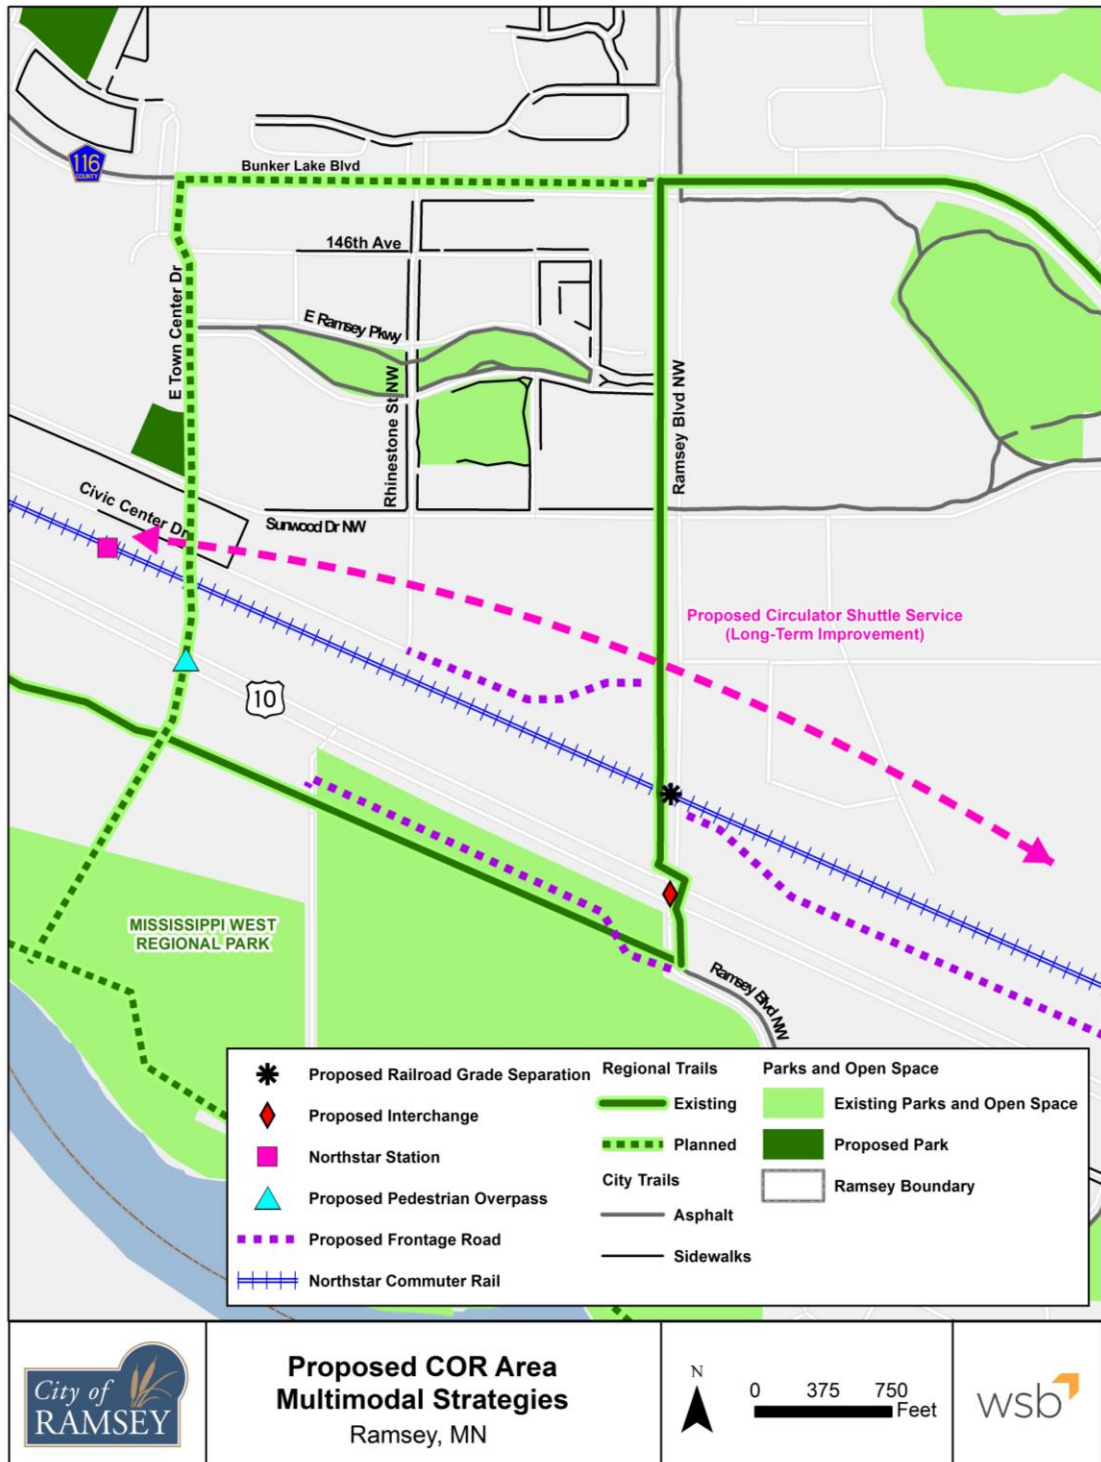 116
COUNTY
Bunker Lake Blvd
146th Ave
E Town Center Dr
E Ramsey Pkwy
Rhinestone St NW
Ramsey Blvd NW
Civic Center Dr
Sunwood Dr NW
Proposed Circulator Shuttle Service
(Long-Term Improvement)
10
MISSISSIPPI WEST
REGIONAL PARK
Ramsey Blvd NW
Proposed Railroad Grade Separation
Proposed Interchange
Northstar Station
Proposed Pedestrian Overpass
Proposed Frontage Road
Northstar Commuter Rail
Regional Trails
Existing
Planned
City Trails
Asphalt
Sidewalks
Parks and Open Space
Existing Parks and Open Space
Proposed Park
Ramsey Boundary
City of
RAMSEY
Proposed COR Area
Multimodal Strategies
Ramsey, MN
N
0 375 750
Feet
wsb